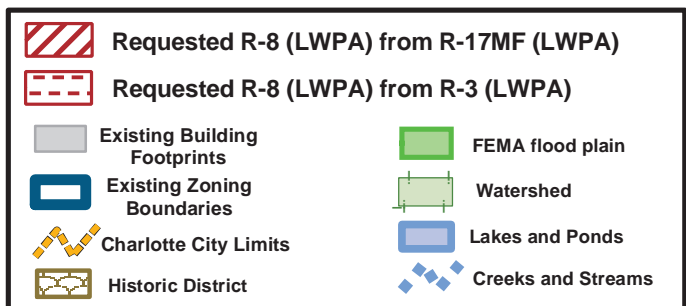 Requested R-8 (LWPA) from R-17MF (LWPA)
Requested R-8 (LWPA) from R-3 (LWPA)
Existing Building
Footprints
Existing Zoning
Boundaries
Charlotte City Limits
Historic District
FEMA flood plain
Watershed
Lakes and Ponds
Creeks and Streams